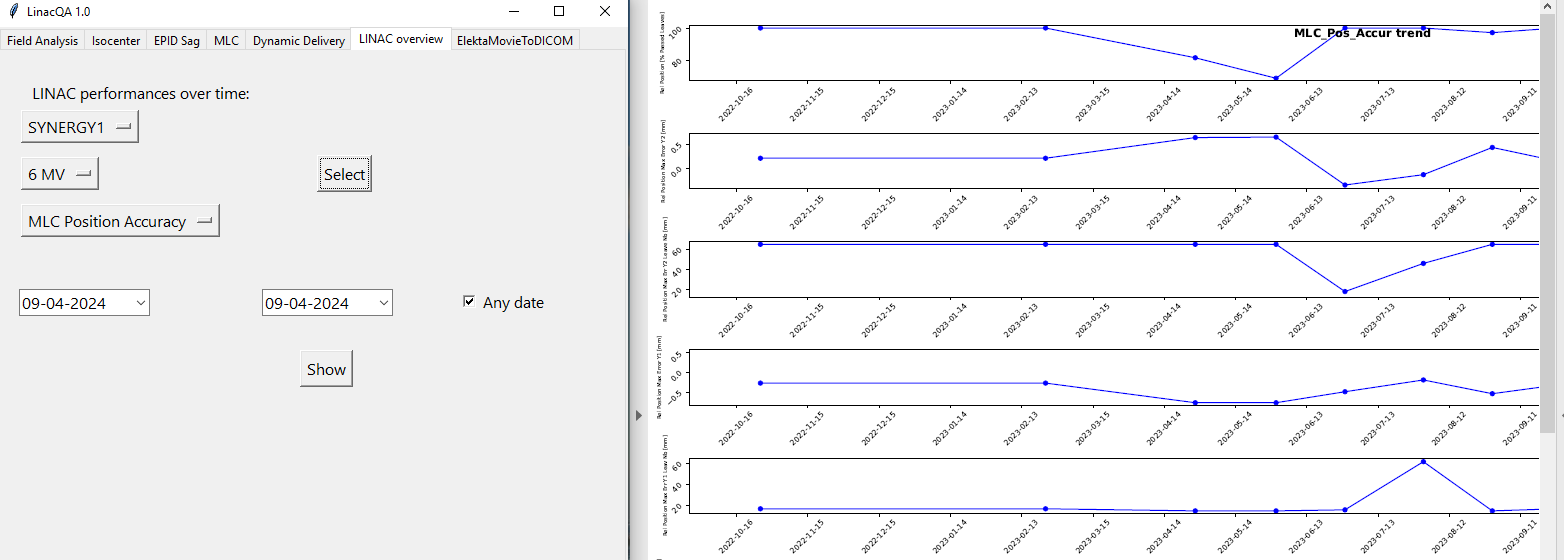 LinacQA 1.0
Field Analysis Isocenter EPID Sag MLC Dynamic Delivery LINAC overview ElektaMovieToDICOM
LINAC performances over time:
SYNERGY1
6 MV
Select
MLC Position Accuracy
09-04-2024 09-04-2024 Any date
Show
MLC_Pos_Accur trend
Rel Position [% Passed Leaves]
100
80
2022-10-16 2022-11-15 2022-12-15 2023-01-14 2023-02-13 2023-03-15 2023-04-14 2023-05-14 2023-06-13 2023-07-13 2023-08-12 2023-09-11
Rel Position Max Error Y2 [mm]
0.5
0.0
2022-10-16 2022-11-15 2022-12-15 2023-01-14 2023-02-13 2023-03-15 2023-04-14 2023-05-14 2023-06-13 2023-07-13 2023-08-12 2023-09-11
Rel Position Max Err Y2 Leave Nb [mm]
60
40
20
2022-10-16 2022-11-15 2022-12-15 2023-01-14 2023-02-13 2023-03-15 2023-04-14 2023-05-14 2023-06-13 2023-07-13 2023-08-12 2023-09-11
Rel Position Max Error Y1 [mm]
0.5
0.0
−0.5
2022-10-16 2022-11-15 2022-12-15 2023-01-14 2023-02-13 2023-03-15 2023-04-14 2023-05-14 2023-06-13 2023-07-13 2023-08-12 2023-09-11
Rel Position Max Err Y1 Leav Nb [mm]
60
40
20
2022-10-16 2022-11-15 2022-12-15 2023-01-14 2023-02-13 2023-03-15 2023-04-14 2023-05-14 2023-06-13 2023-07-13 2023-08-12 2023-09-11